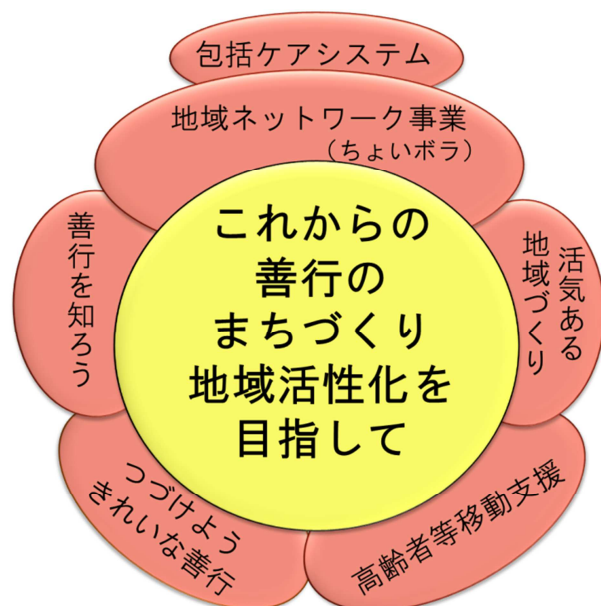 包括ケアシステム
地域ネットワーク事業
（ちょいボラ）
これからの
善行の
まちづくり
地域活性化を
目指して
善行を知ろう
活気ある
地域づくり
つづけよう
きれいな善行
高齢者等移動支援